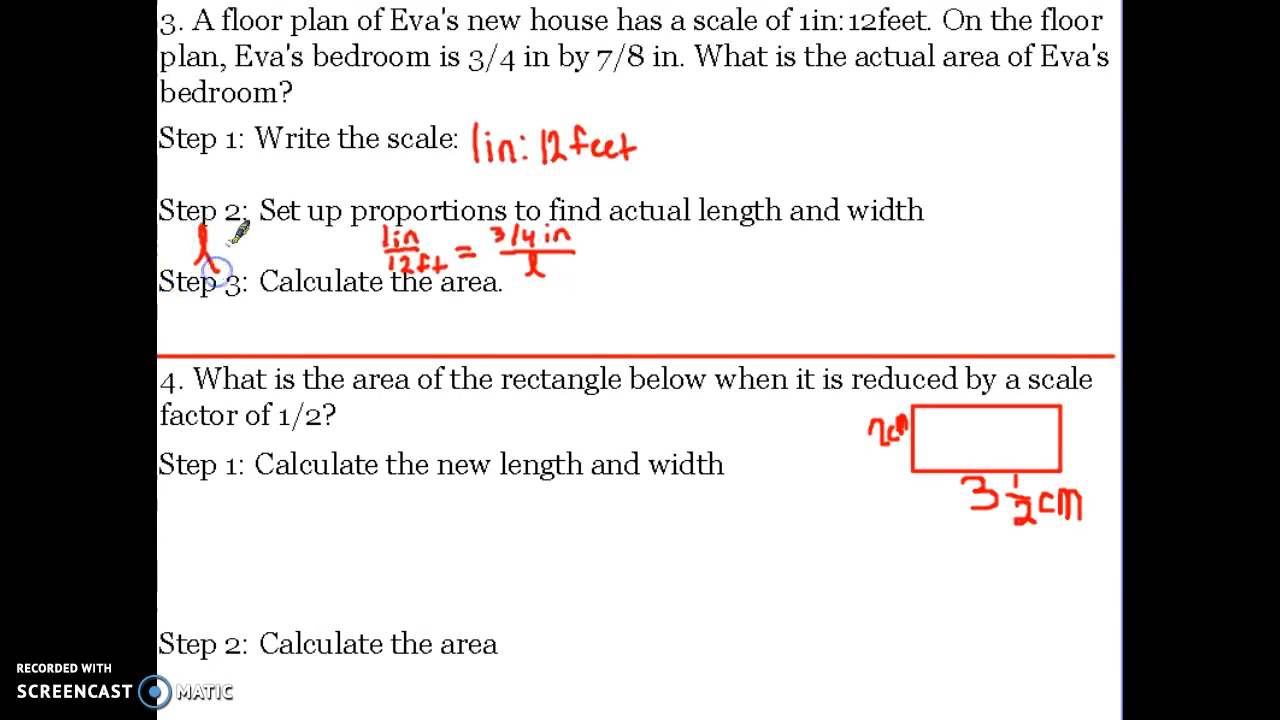 3. A floor plan of Eva's new house has a scale of 1in:12feet. On the floor
plan, Eva's bedroom is 3/4 in by 7/8 in. What is the actual area of Eva's
bedroom?
Step 1: Write the scale: 1in: 12feet
Step 2: Set up proportions to find actual length and width
l 1in/12ft = 3/4 in/l
Step 3: Calculate the area.
4. What is the area of the rectangle below when it is reduced by a scale
factor of 1/2?
2cm
Step 1: Calculate the new length and width
3 1/2 cm
Step 2: Calculate the area
RECORDED WITH
SCREENCAST MATIC